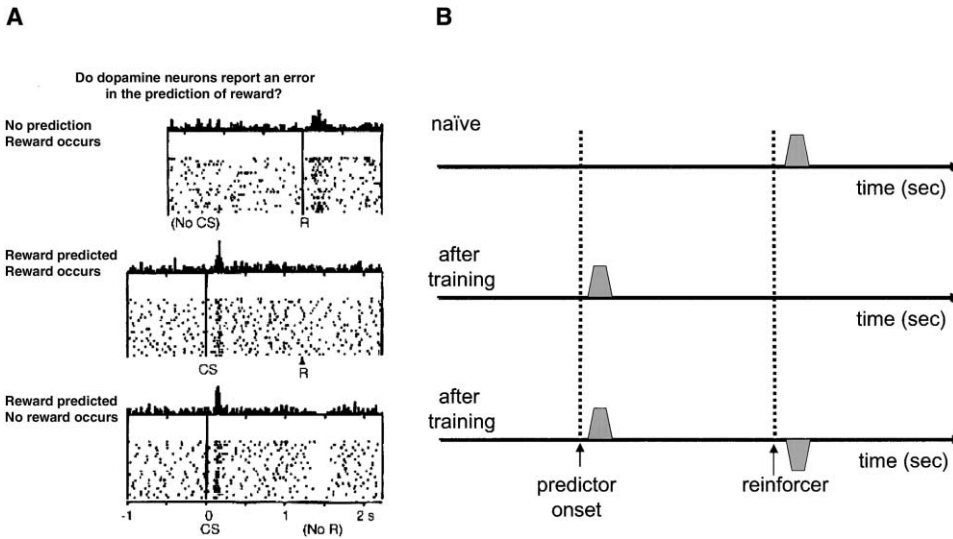 A
Do dopamine neurons report an error
in the prediction of reward?
No prediction
Reward occurs
(No CS)
R
Reward predicted
Reward occurs
CS
R
Reward predicted
No reward occurs
-1
0
1
2 s
CS
(No R)
B
naïve
time (sec)
after
training
time (sec)
after
training
time (sec)
predictor
onset
reinforcer